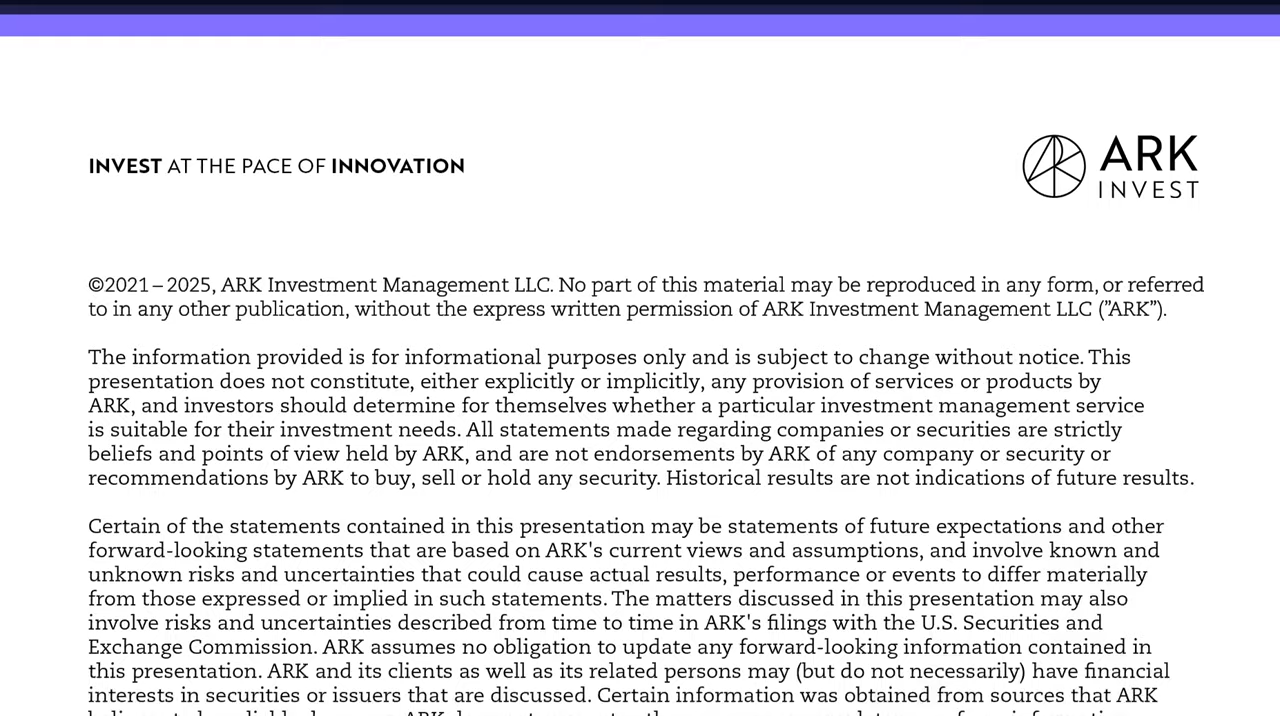 INVEST AT THE PACE OF INNOVATION
ARK
INVEST
©2021–2025, ARK Investment Management LLC. No part of this material may be reproduced in any form, or referred
to in any other publication, without the express written permission of ARK Investment Management LLC (”ARK”).
The information provided is for informational purposes only and is subject to change without notice. This
presentation does not constitute, either explicitly or implicitly, any provision of services or products by
ARK, and investors should determine for themselves whether a particular investment management service
is suitable for their investment needs. All statements made regarding companies or securities are strictly
beliefs and points of view held by ARK, and are not endorsements by ARK of any company or security or
recommendations by ARK to buy, sell or hold any security. Historical results are not indications of future results.
Certain of the statements contained in this presentation may be statements of future expectations and other
forward-looking statements that are based on ARK's current views and assumptions, and involve known and
unknown risks and uncertainties that could cause actual results, performance or events to differ materially
from those expressed or implied in such statements. The matters discussed in this presentation may also
involve risks and uncertainties described from time to time in ARK's filings with the U.S. Securities and
Exchange Commission. ARK assumes no obligation to update any forward-looking information contained in
this presentation. ARK and its clients as well as its related persons may (but do not necessarily) have financial
interests in securities or issuers that are discussed. Certain information was obtained from sources that ARK